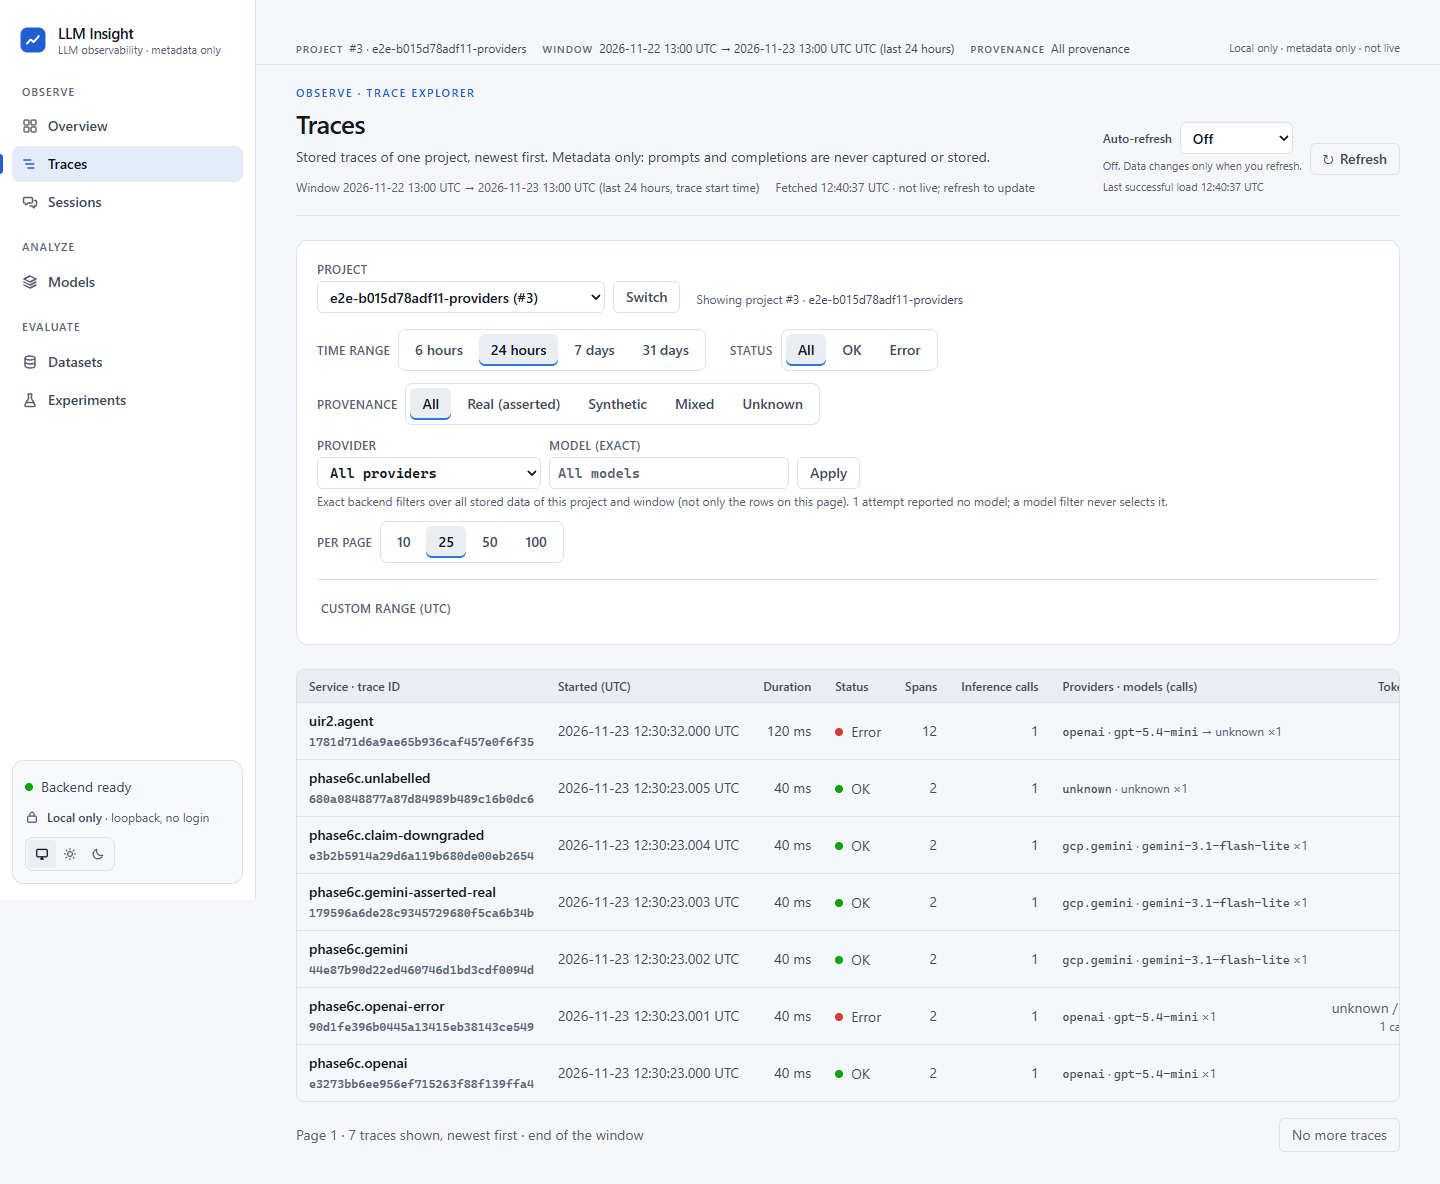 LLM Insight
LLM observability · metadata only
OBSERVE
Overview
Traces
Sessions
ANALYZE
Models
EVALUATE
Datasets
Experiments
Backend ready
Local only · loopback, no login
PROJECT #3 · e2e-b015d78adf11-providers WINDOW 2026-11-22 13:00 UTC → 2026-11-23 13:00 UTC UTC (last 24 hours) PROVENANCE All provenance Local only · metadata only · not live
OBSERVE · TRACE EXPLORER
Traces
Stored traces of one project, newest first. Metadata only: prompts and completions are never captured or stored.
Window 2026-11-22 13:00 UTC → 2026-11-23 13:00 UTC (last 24 hours, trace start time) Fetched 12:40:37 UTC · not live; refresh to update
Auto-refresh Off
Off. Data changes only when you refresh.
Last successful load 12:40:37 UTC
↻ Refresh
PROJECT
e2e-b015d78adf11-providers (#3) Switch Showing project #3 · e2e-b015d78adf11-providers
TIME RANGE 6 hours 24 hours 7 days 31 days STATUS All OK Error
PROVENANCE All Real (asserted) Synthetic Mixed Unknown
PROVIDER MODEL (EXACT)
All providers All models Apply
Exact backend filters over all stored data of this project and window (not only the rows on this page). 1 attempt reported no model; a model filter never selects it.
PER PAGE 10 25 50 100
CUSTOM RANGE (UTC)
Service · trace ID Started (UTC) Duration Status Spans Inference calls Providers · models (calls) Toke
uir2.agent
1781d71d6a9ae65b936caf457e0f6f35 2026-11-23 12:30:32.000 UTC 120 ms Error 12 1 openai · gpt-5.4-mini → unknown ×1
phase6c.unlabelled
680a0848877a87d84989b489c16b0dc6 2026-11-23 12:30:23.005 UTC 40 ms OK 2 1 unknown · unknown ×1
phase6c.claim-downgraded
e3b2b5914a29d6a119b680de00eb2654 2026-11-23 12:30:23.004 UTC 40 ms OK 2 1 gcp.gemini · gemini-3.1-flash-lite ×1
phase6c.gemini-asserted-real
179596a6de28c9345729680f5ca6b34b 2026-11-23 12:30:23.003 UTC 40 ms OK 2 1 gcp.gemini · gemini-3.1-flash-lite ×1
phase6c.gemini
44e87b90d22ed460746d1bd3cdf0094d 2026-11-23 12:30:23.002 UTC 40 ms OK 2 1 gcp.gemini · gemini-3.1-flash-lite ×1
phase6c.openai-error
90d1fe396b0445a13415eb38143ce549 2026-11-23 12:30:23.001 UTC 40 ms Error 2 1 openai · gpt-5.4-mini ×1 unknown /
1 ca
phase6c.openai
e3273bb6ee956ef715263f88f139ffa4 2026-11-23 12:30:23.000 UTC 40 ms OK 2 1 openai · gpt-5.4-mini ×1
Page 1 · 7 traces shown, newest first · end of the window No more traces